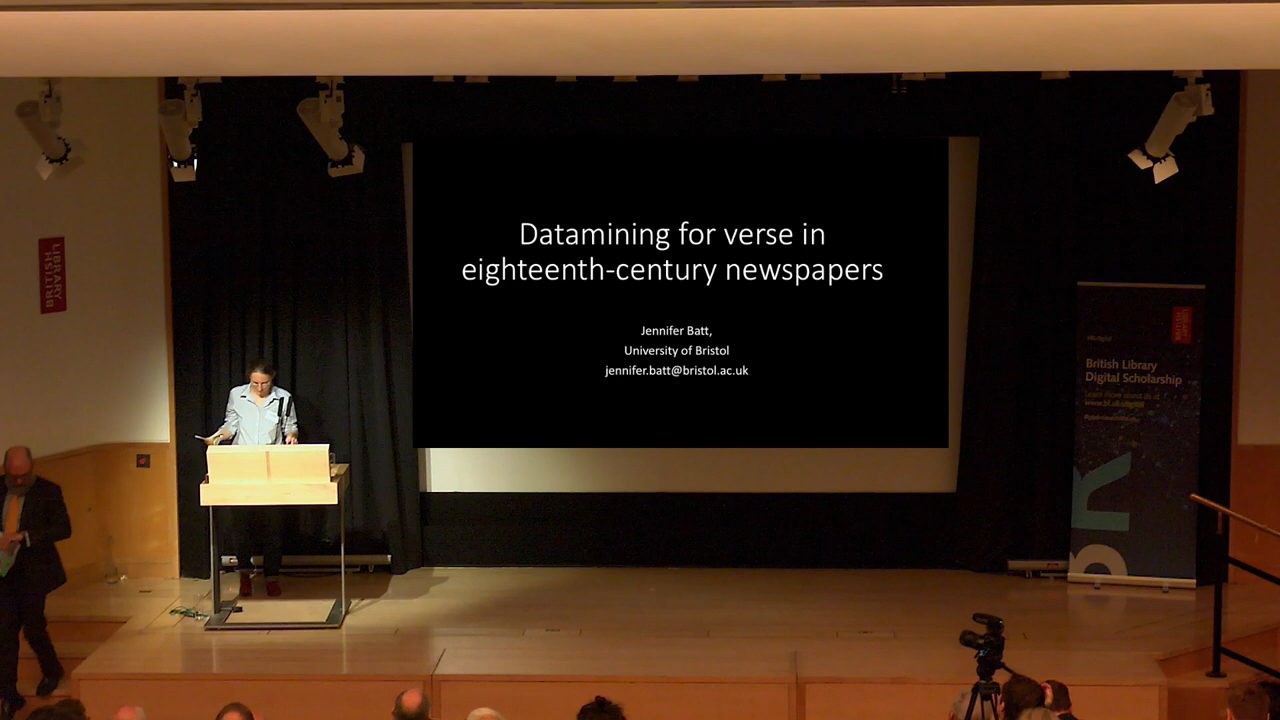 Datamining for verse in
eighteenth-century newspapers
Jennifer Batt,
University of Bristol
jennifer.batt@bristol.ac.uk
LIBRARY
BRITISH
British Library
Digital Scholarship